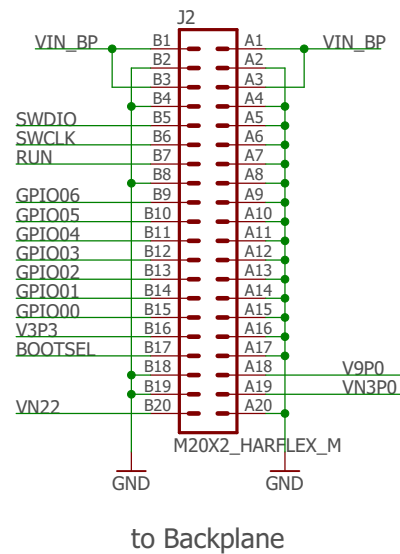 J2
VIN_BP B1 A1 VIN_BP
B2 A2
B3 A3
B4 A4
SWDIO B5 A5
SWCLK B6 A6
RUN B7 A7
B8 A8
GPIO06 B9 A9
GPIO05 B10 A10
GPIO04 B11 A11
GPIO03 B12 A12
GPIO02 B13 A13
GPIO01 B14 A14
GPIO00 B15 A15
V3P3 B16 A16
BOOTSEL B17 A17
B18 A18 V9P0
B19 A19 VN3P0
VN22 B20 A20
M20X2_HARFLEX_M
GND GND
to Backplane